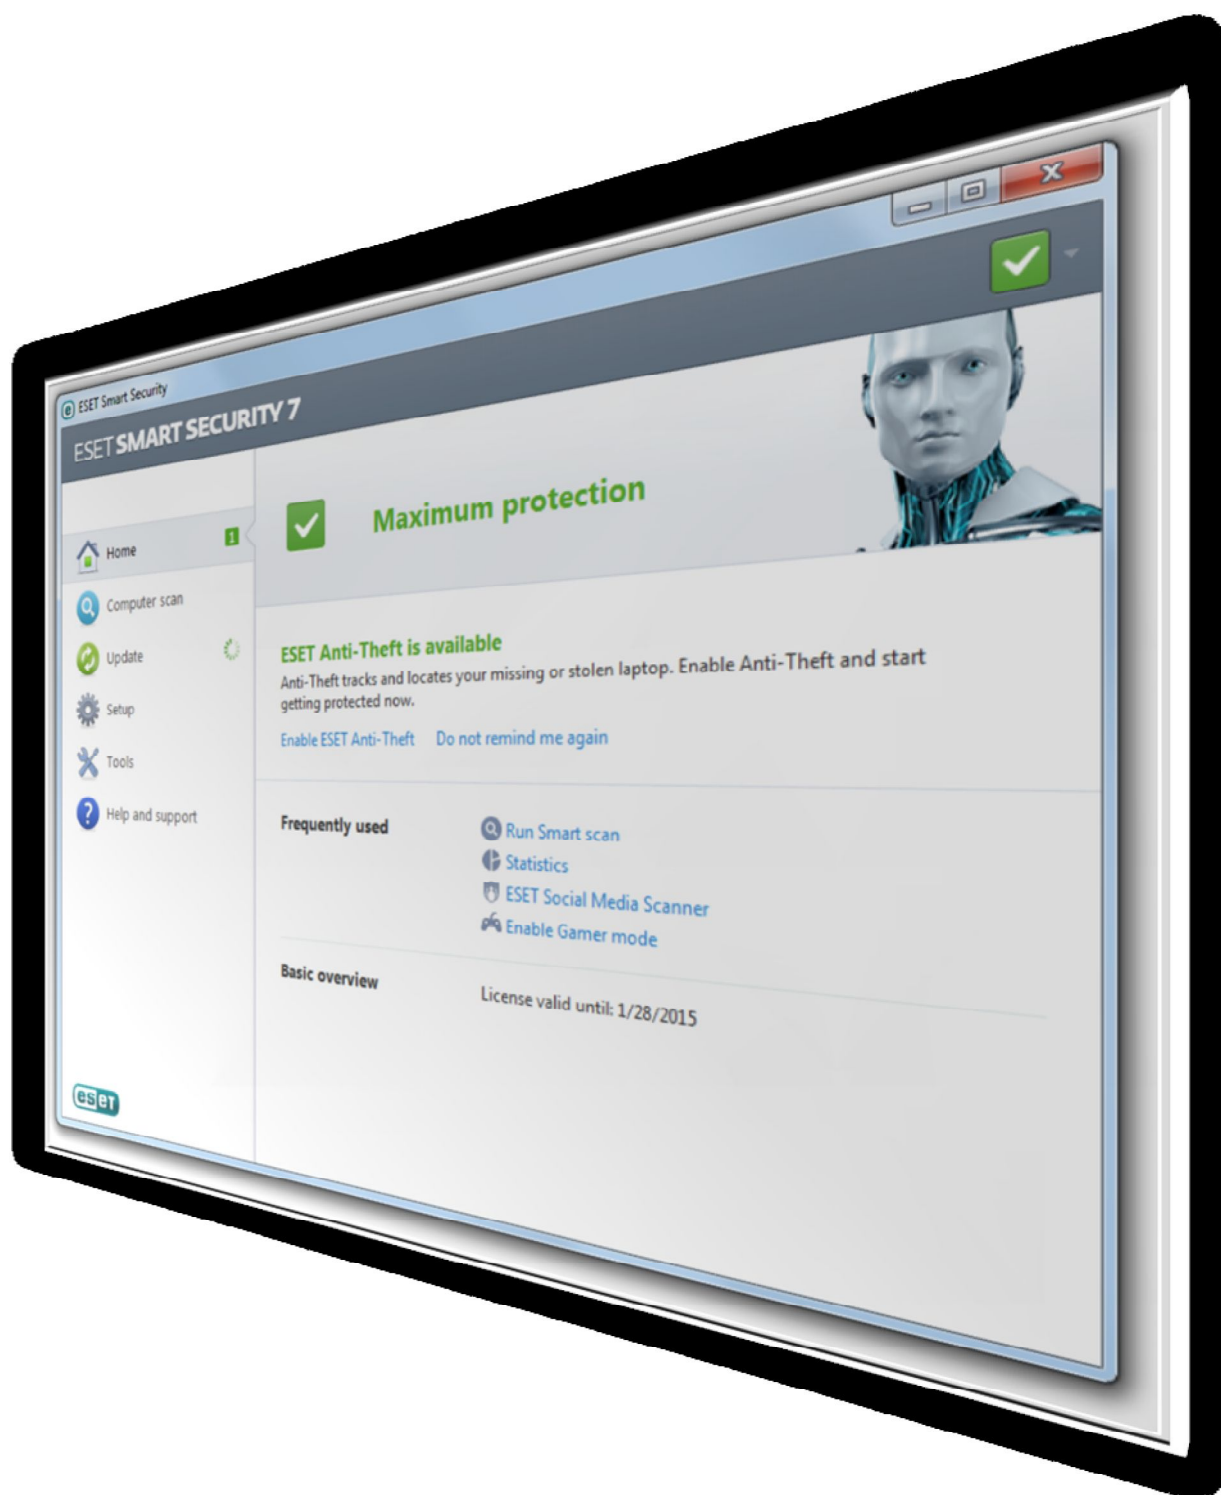 ESET Smart Security
ESET SMART SECURITY 7
Home
1
Computer scan
Update
Setup
Tools
Help and support
Maximum protection
ESET Anti-Theft is available
Anti-Theft tracks and locates your missing or stolen laptop. Enable Anti-Theft and start
getting protected now.
Enable ESET Anti-Theft
Do not remind me again
Frequently used
Run Smart scan
Statistics
ESET Social Media Scanner
Enable Gamer mode
Basic overview
License valid until: 1/28/2015
eseT